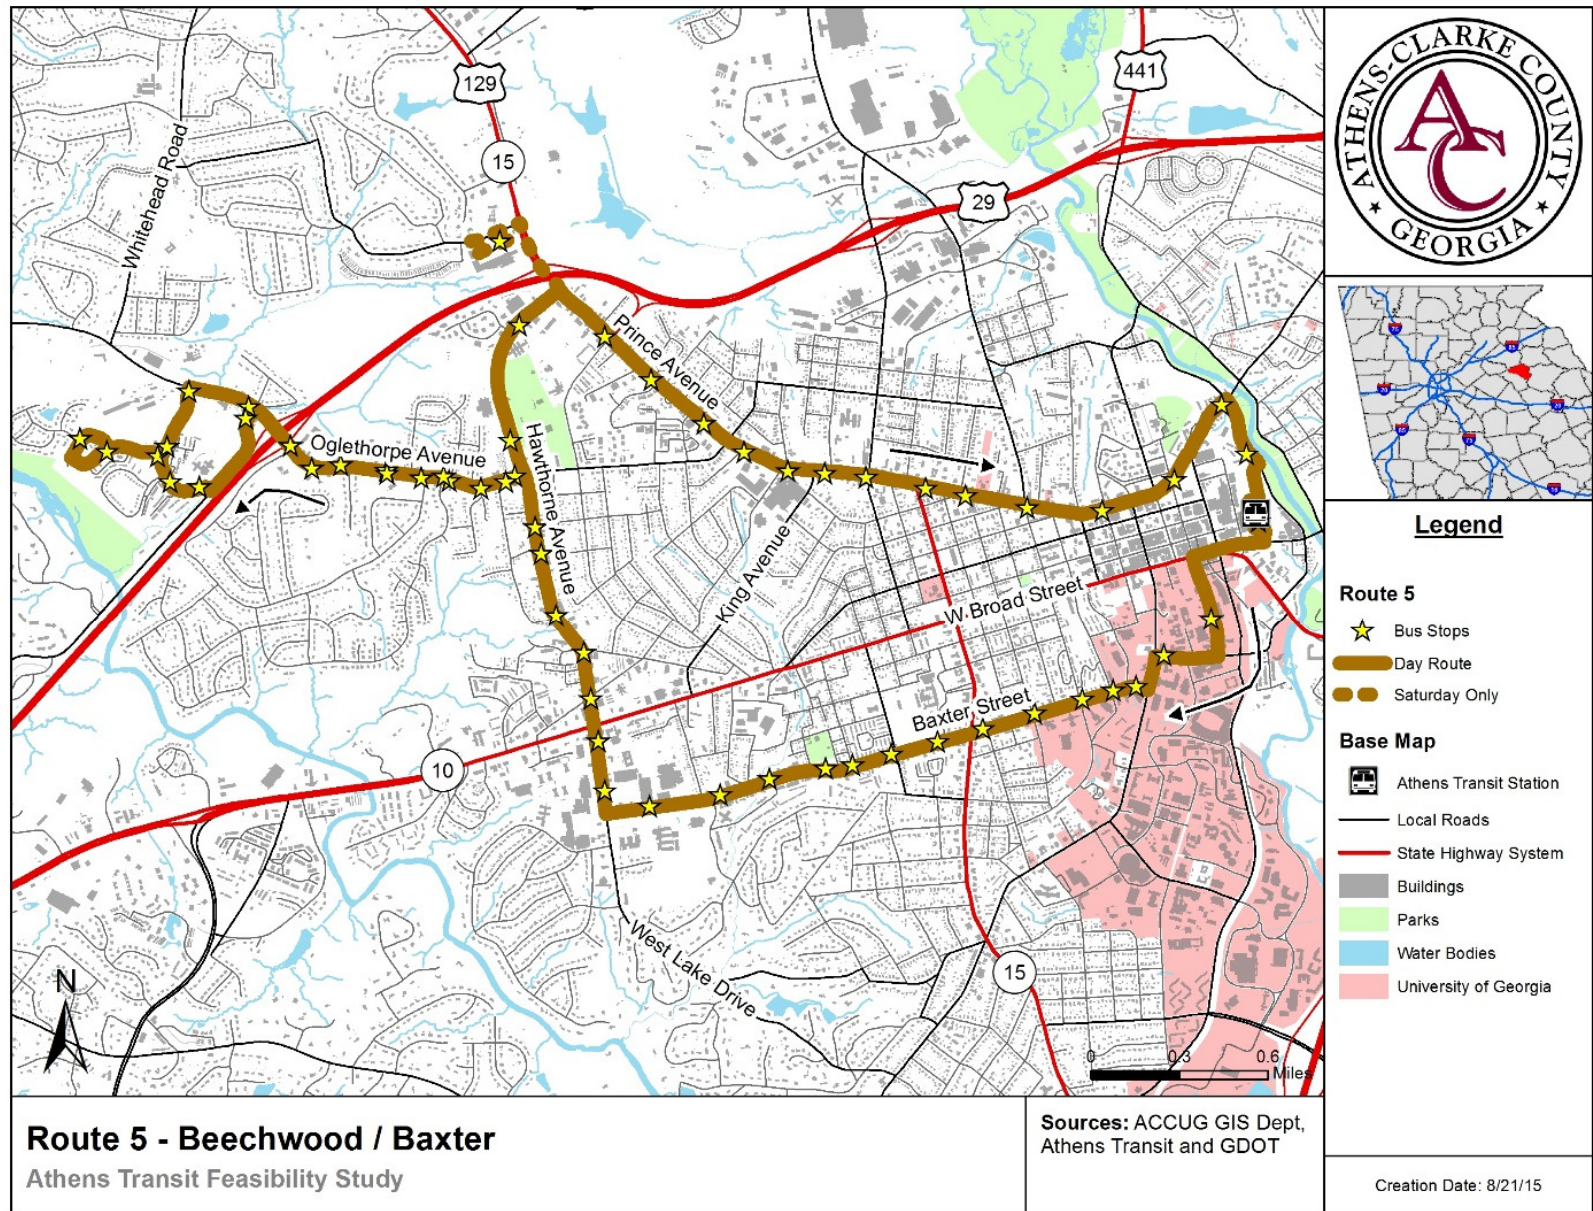 129
441
15
29
Whitehead Road
Prince Avenue
Oglethorpe Avenue
Hawthorne Avenue
King Avenue
W Broad Street
Baxter Street
10
West Lake Drive
15
N
0 0.3 0.6
Miles
ATHENS-CLARKE COUNTY
AC
★ GEORGIA ★
Legend
Route 5
Bus Stops
Day Route
Saturday Only
Base Map
Athens Transit Station
Local Roads
State Highway System
Buildings
Parks
Water Bodies
University of Georgia
Route 5 - Beechwood / Baxter
Athens Transit Feasibility Study
Sources: ACCUG GIS Dept,
Athens Transit and GDOT
Creation Date: 8/21/15